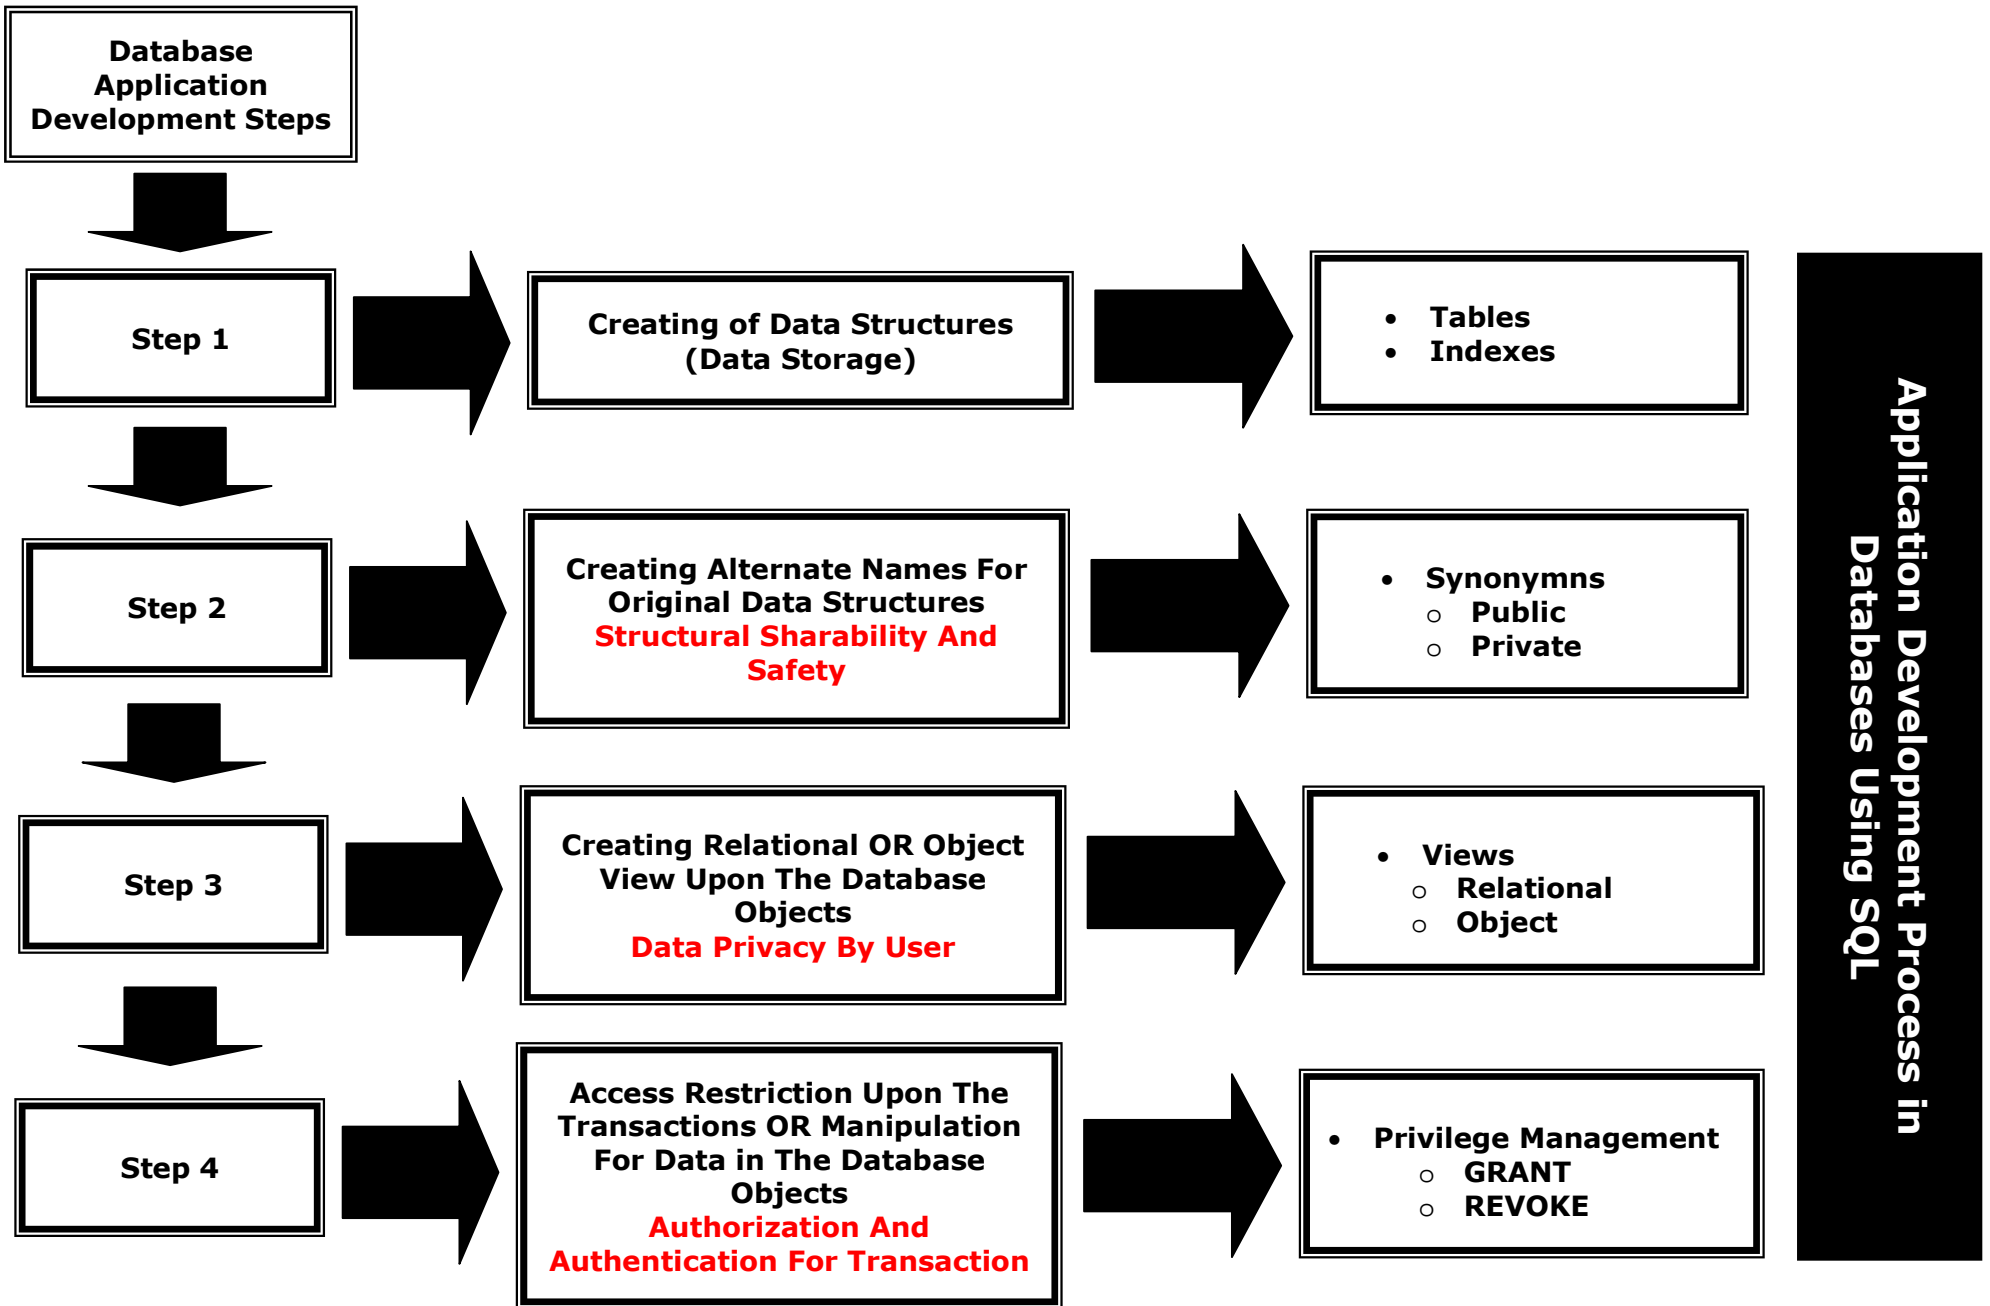 Database
Application
Development Steps
Step 1
Creating of Data Structures
(Data Storage)
• Tables
• Indexes
Step 2
Creating Alternate Names For
Original Data Structures
Structural Sharability And
Safety
• Synonymns
o Public
o Private
Step 3
Creating Relational OR Object
View Upon The Database
Objects
Data Privacy By User
• Views
o Relational
o Object
Step 4
Access Restriction Upon The
Transactions OR Manipulation
For Data in The Database
Objects
Authorization And
Authentication For Transaction
• Privilege Management
o GRANT
o REVOKE
Application Development Process in
Databases Using SQL